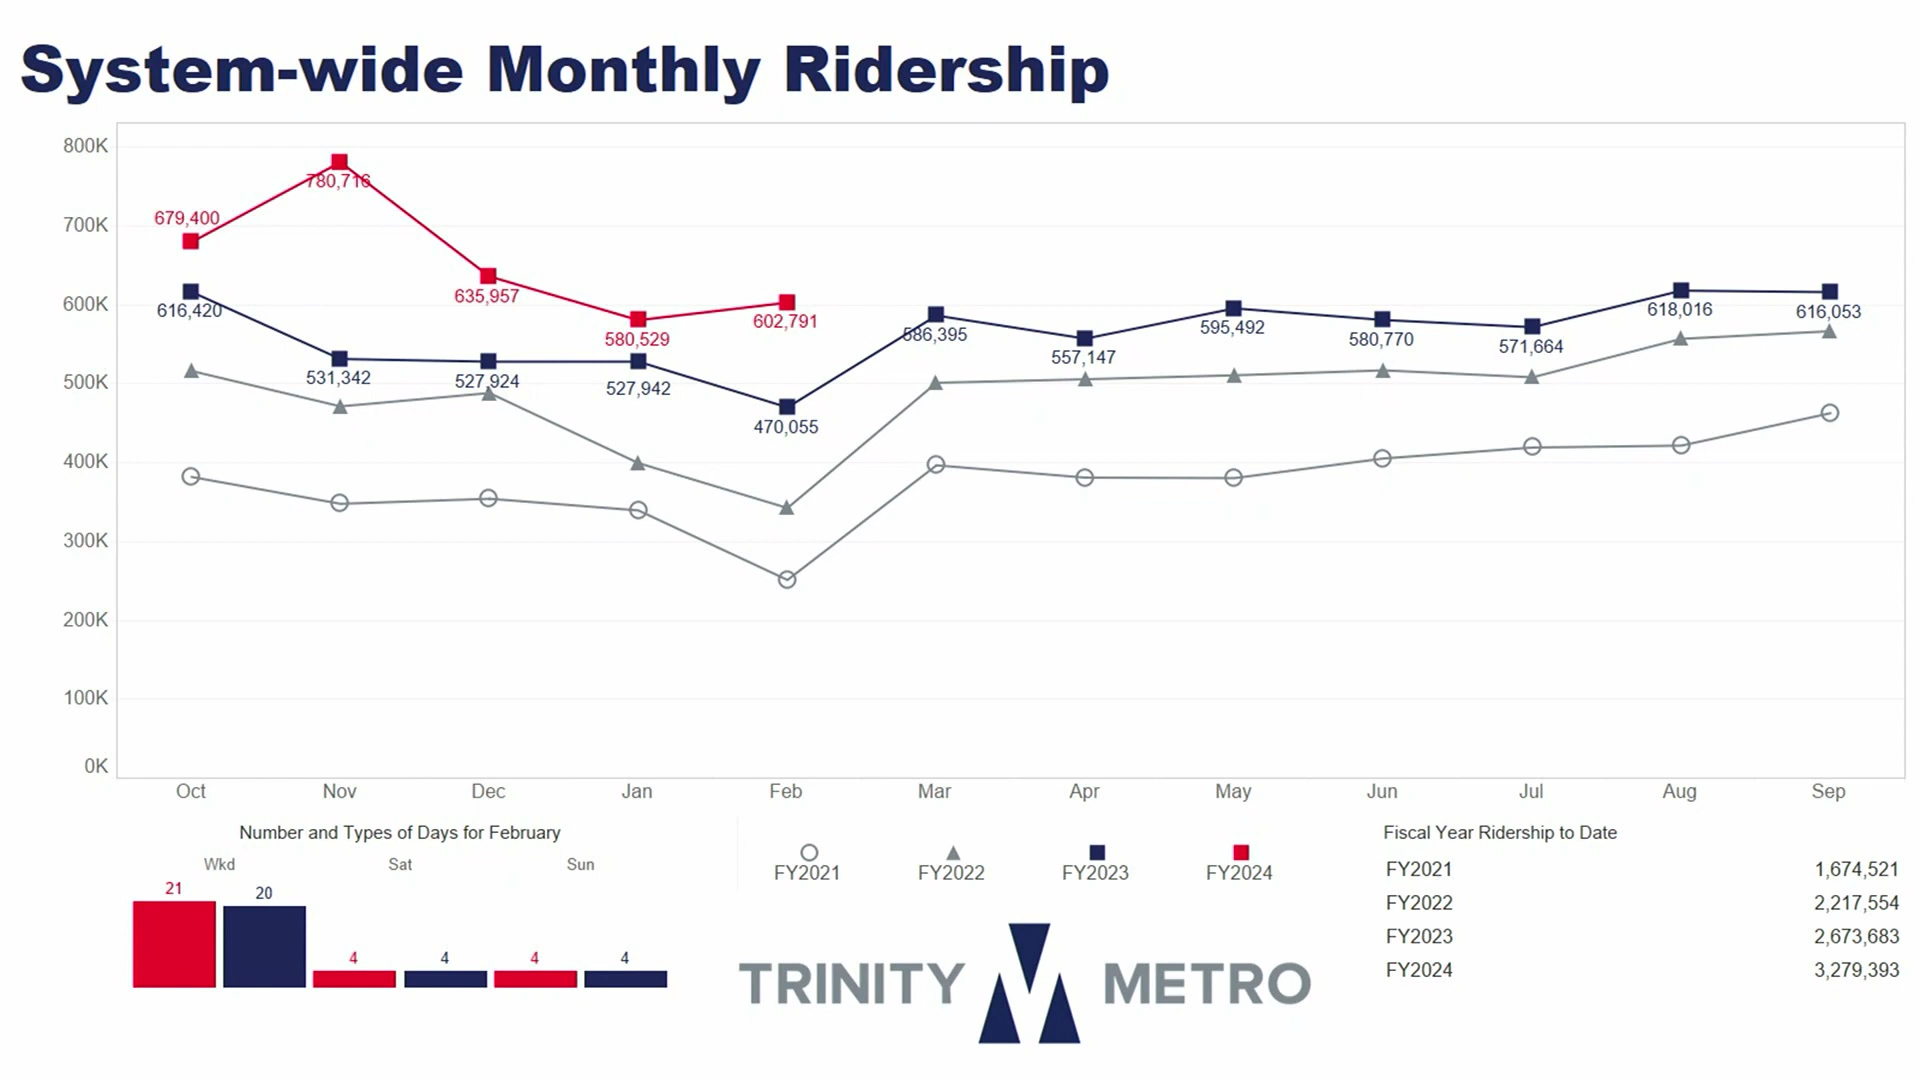 System-wide Monthly Ridership
800K
700K
600K
500K
400K
300K
200K
100K
0K
679,400
780,716
635,957
580,529
602,791
616,420
531,342
527,924
527,942
470,055
586,395
557,147
595,492
580,770
571,664
618,016
616,053
Oct Nov Dec Jan Feb Mar Apr May Jun Jul Aug Sep
Number and Types of Days for February
Wkd Sat Sun
21 20 4 4 4 4
FY2021 FY2022 FY2023 FY2024
TRINITY METRO
Fiscal Year Ridership to Date
FY2021 1,674,521
FY2022 2,217,554
FY2023 2,673,683
FY2024 3,279,393